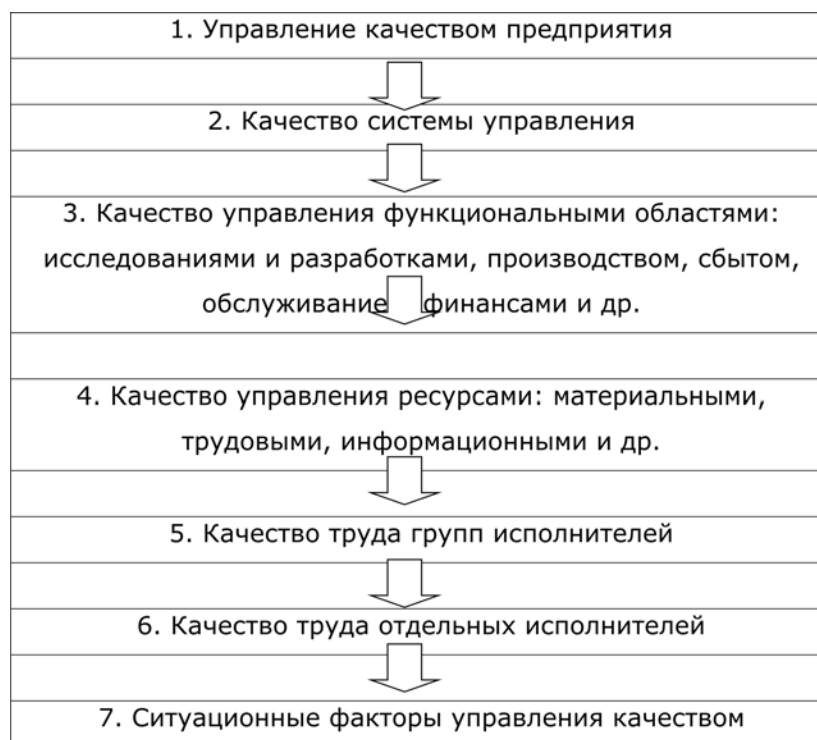 1. Управление качеством предприятия
2. Качество системы управления
3. Качество управления функциональными областями:
исследованиями и разработками, производством, сбытом,
обслуживание финансами и др.
4. Качество управления ресурсами: материальными,
трудовыми, информационными и др.
5. Качество труда групп исполнителей
6. Качество труда отдельных исполнителей
7. Ситуационные факторы управления качеством